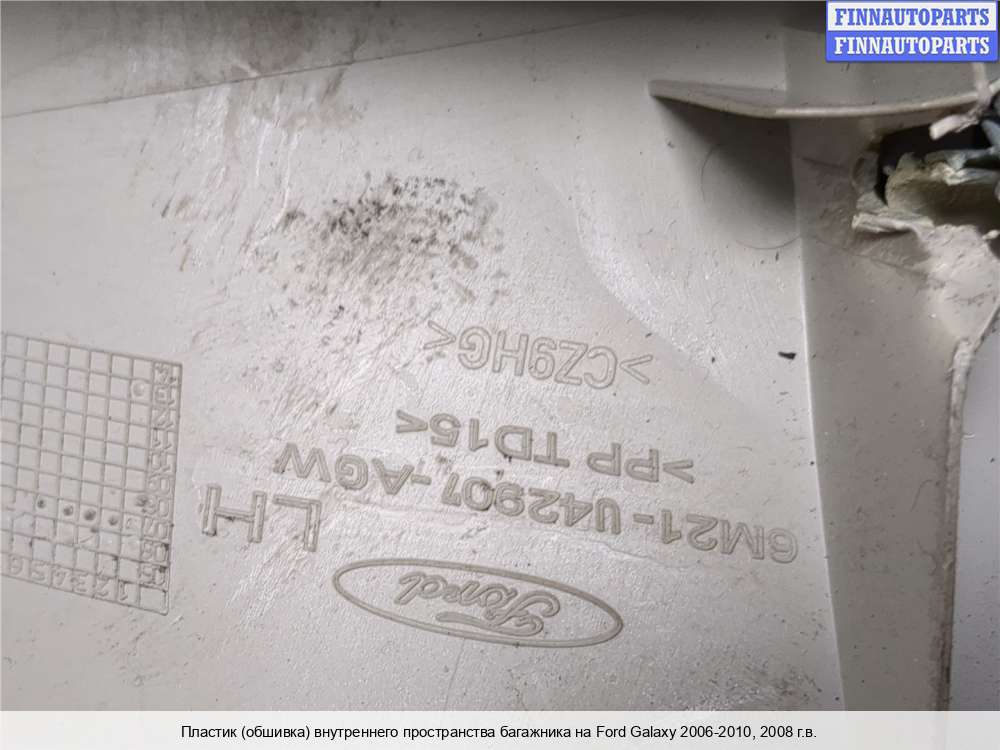 FINNAUTOPARTS
FINNAUTOPARTS
Ford
LH
6M21-U42907-AGW
>PP TD15<
>CZ9HG<
Пластик (обшивка) внутреннего пространства багажника на Ford Galaxy 2006-2010, 2008 г.в.